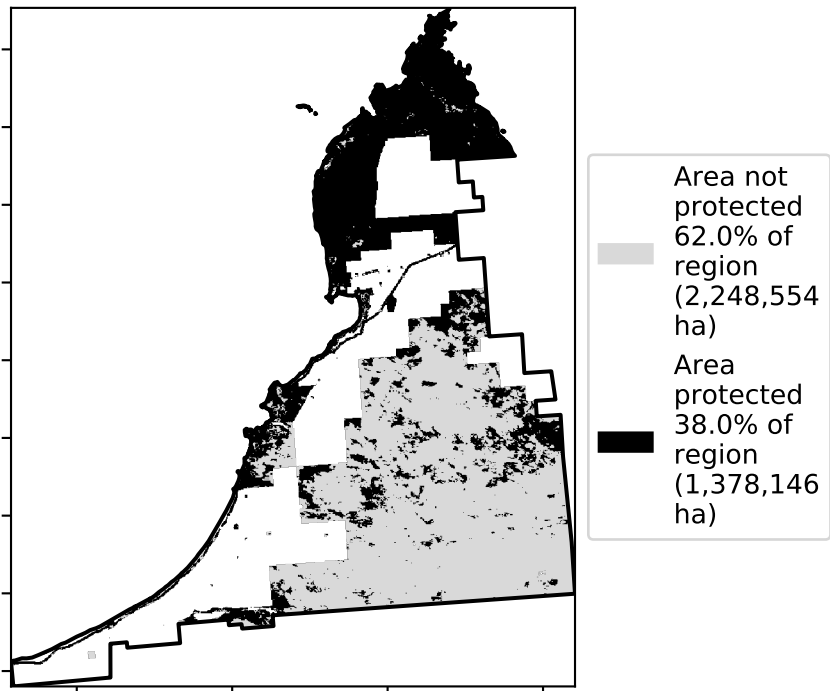 Area not
protected
62.0% of
region
(2,248,554
ha)
Area
protected
38.0% of
region
(1,378,146
ha)